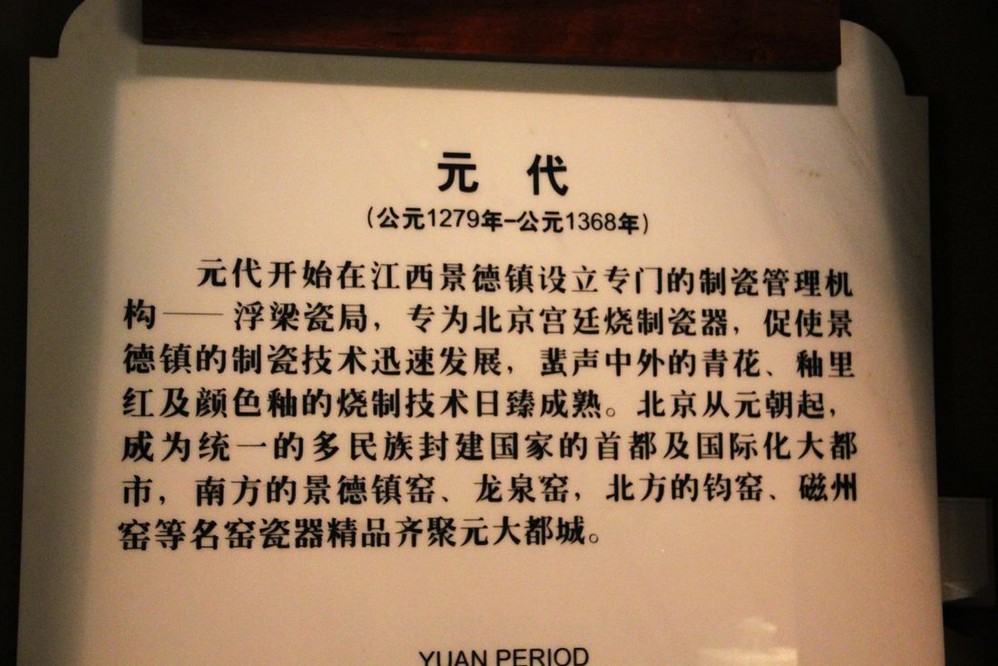 元 代
(公元1279年-公元1368年)
元代开始在江西景德镇设立专门的制瓷管理机
构——浮梁瓷局，专为北京宫廷烧制瓷器，促使景
德镇的制瓷技术迅速发展，蜚声中外的青花、釉里
红及颜色釉的烧制技术日臻成熟。北京从元朝起，
成为统一的多民族封建国家的首都及国际化大都
市，南方的景德镇窑、龙泉窑，北方的钧窑、磁州
窑等名窑瓷器精品齐聚元大都城。
YUAN PERIOD